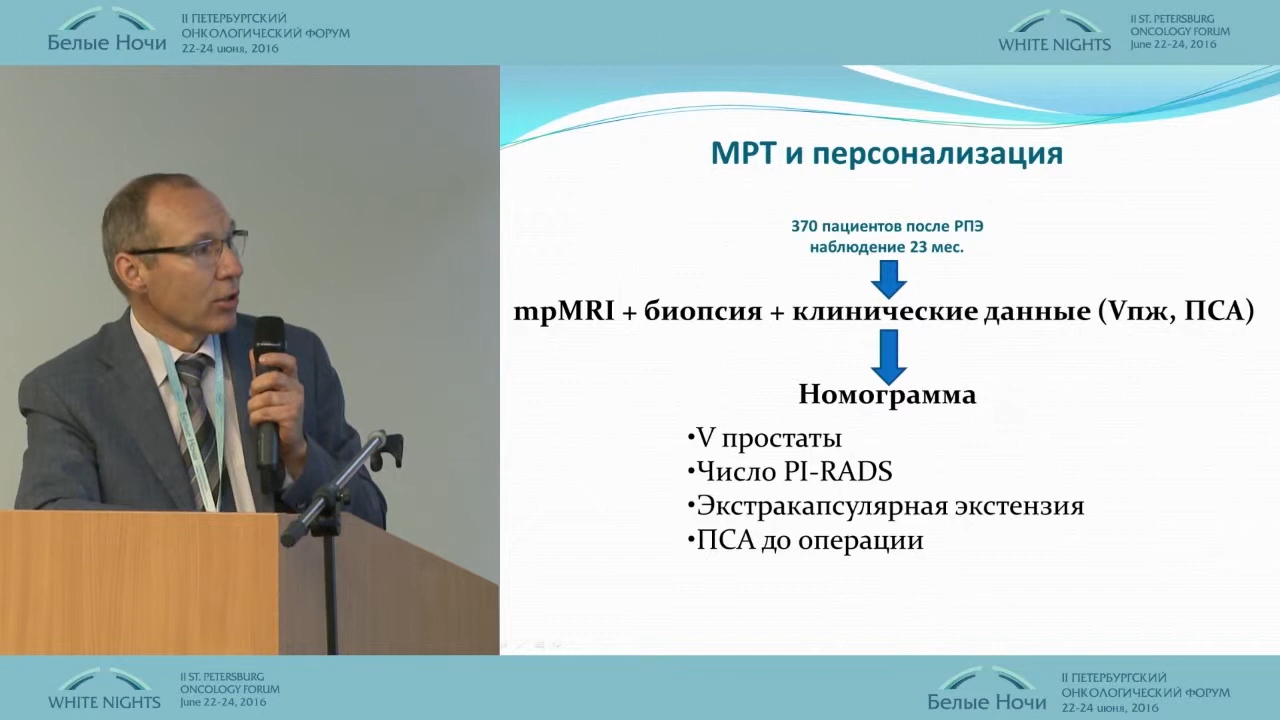 Белые Ночи
II ПЕТЕРБУРГСКИЙ
ОНКОЛОГИЧЕСКИЙ ФОРУМ
22-24 июня, 2016
WHITE NIGHTS
II ST. PETERSBURG
ONCOLOGY FORUM
June 22-24, 2016
МРТ и персонализация
370 пациентов после РПЭ
наблюдение 23 мес.
mpMRI + биопсия + клинические данные (Vпж, ПСА)
Номограмма
•V простаты
•Число PI-RADS
•Экстракапсулярная экстензия
•ПСА до операции
WHITE NIGHTS
II ST. PETERSBURG
ONCOLOGY FORUM
June 22-24, 2016
Белые Ночи
II ПЕТЕРБУРГСКИЙ
ОНКОЛОГИЧЕСКИЙ ФОРУМ
22-24 июня, 2016